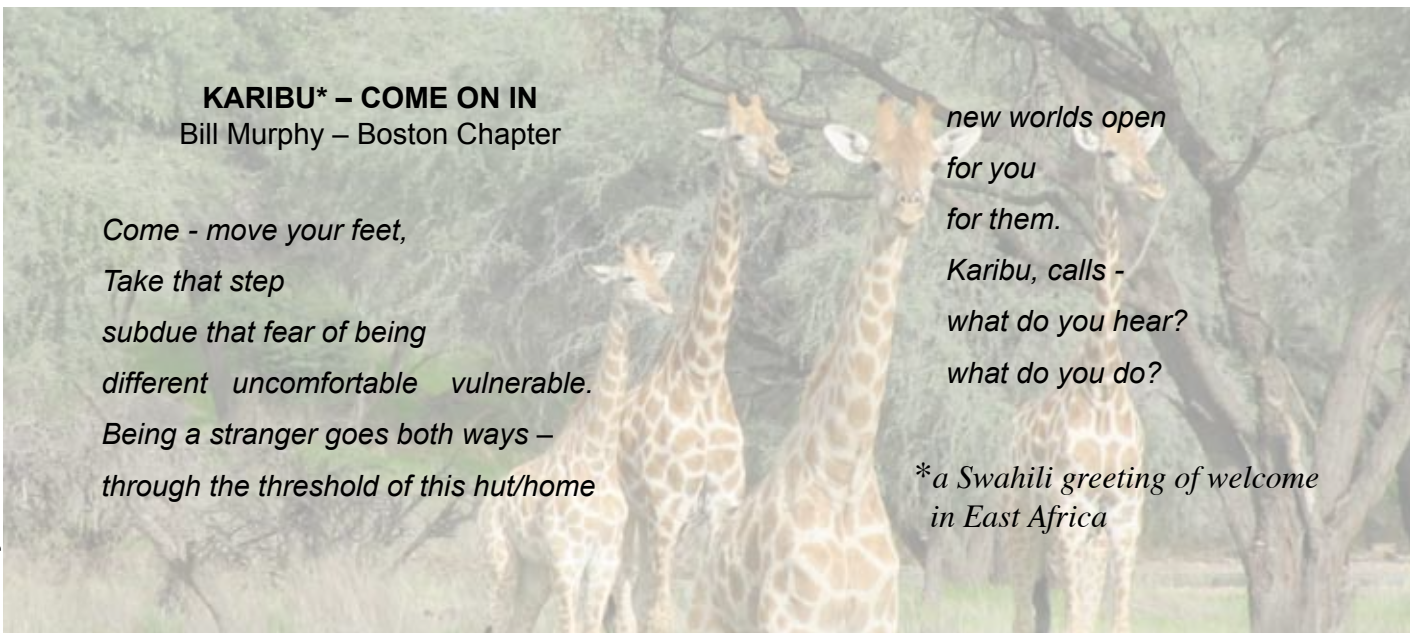 KARIBU* – COME ON IN
Bill Murphy – Boston Chapter
Come - move your feet,
Take that step
subdue that fear of being
different uncomfortable vulnerable.
Being a stranger goes both ways –
through the threshold of this hut/home
new worlds open
for you
for them.
Karibu, calls -
what do you hear?
what do you do?
*a Swahili greeting of welcome
in East Africa